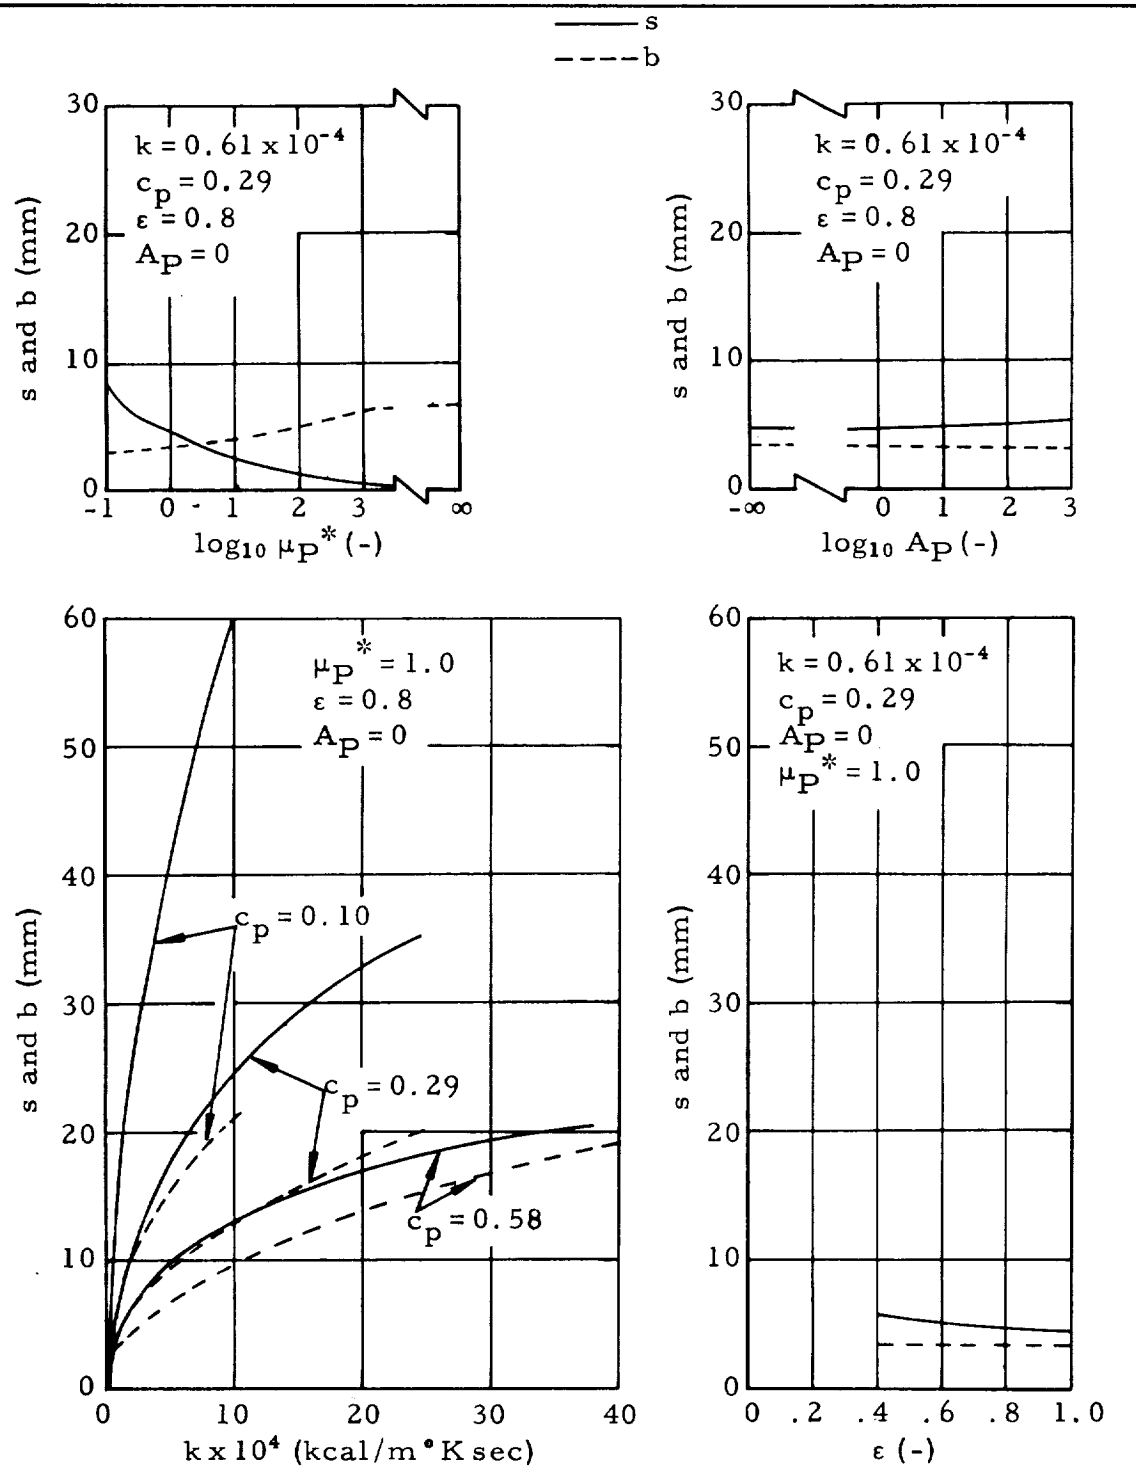 s
b
30
20
10
0
s and b (mm)
k = 0.61 x 10⁻⁴
cp = 0.29
ε = 0.8
AP = 0
-1 0 1 2 3 ∞
log₁₀ μP* (-)
30
20
10
0
s and b (mm)
k = 0.61 x 10⁻⁴
cp = 0.29
ε = 0.8
AP = 0
-∞ 0 1 2 3
log₁₀ AP (-)
60
50
40
30
20
10
0
s and b (mm)
μP* = 1.0
ε = 0.8
AP = 0
cp = 0.10
cp = 0.29
cp = 0.58
0 10 20 30 40
k x 10⁴ (kcal/m°K sec)
60
50
40
30
20
10
0
s and b (mm)
k = 0.61 x 10⁻⁴
cp = 0.29
AP = 0
μP* = 1.0
0 .2 .4 .6 .8 1.0
ε (-)